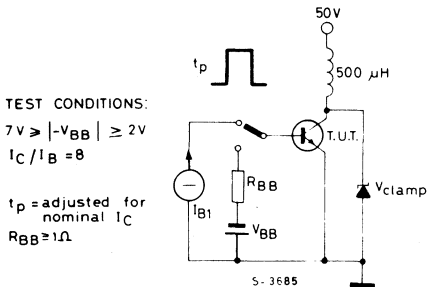 50V
tp
500 μH
TEST CONDITIONS:
7V ⩾ |-VBB| ≥ 2V
IC/IB =8
T.U.T.
tp = adjusted for
nominal IC
RBB ≥ 1Ω
IB1
RBB
VBB
Vclamp
S-3685